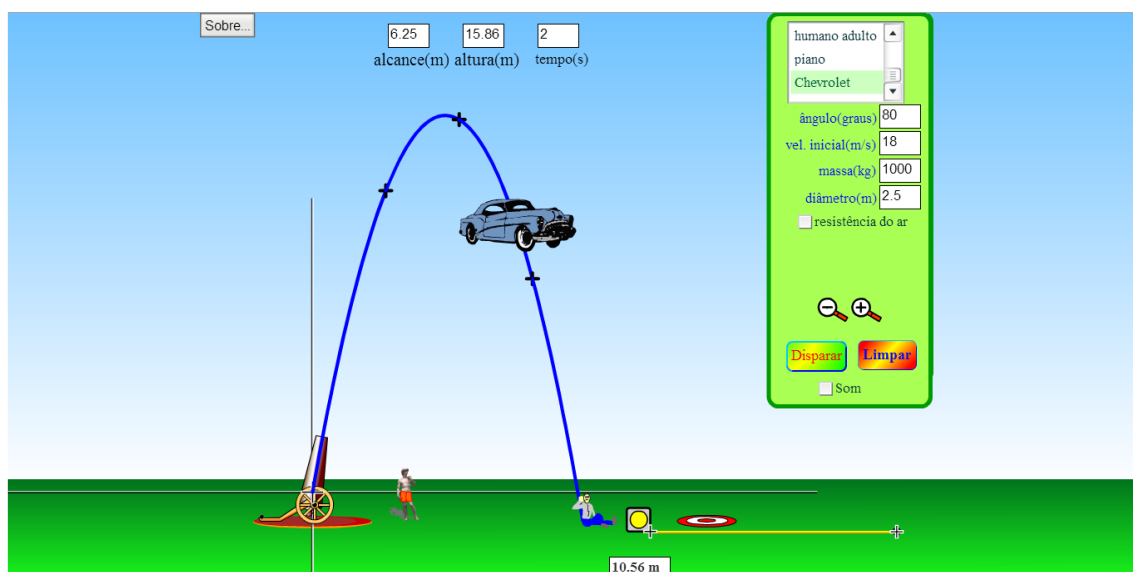 Sobre...
6.25 15.86 2
alcance(m) altura(m) tempo(s)
humano adulto
piano
Chevrolet
ângulo(graus) 80
vel. inicial(m/s) 18
massa(kg) 1000
diâmetro(m) 2.5
resistência do ar
Disparar Limpar
Som
10.56 m